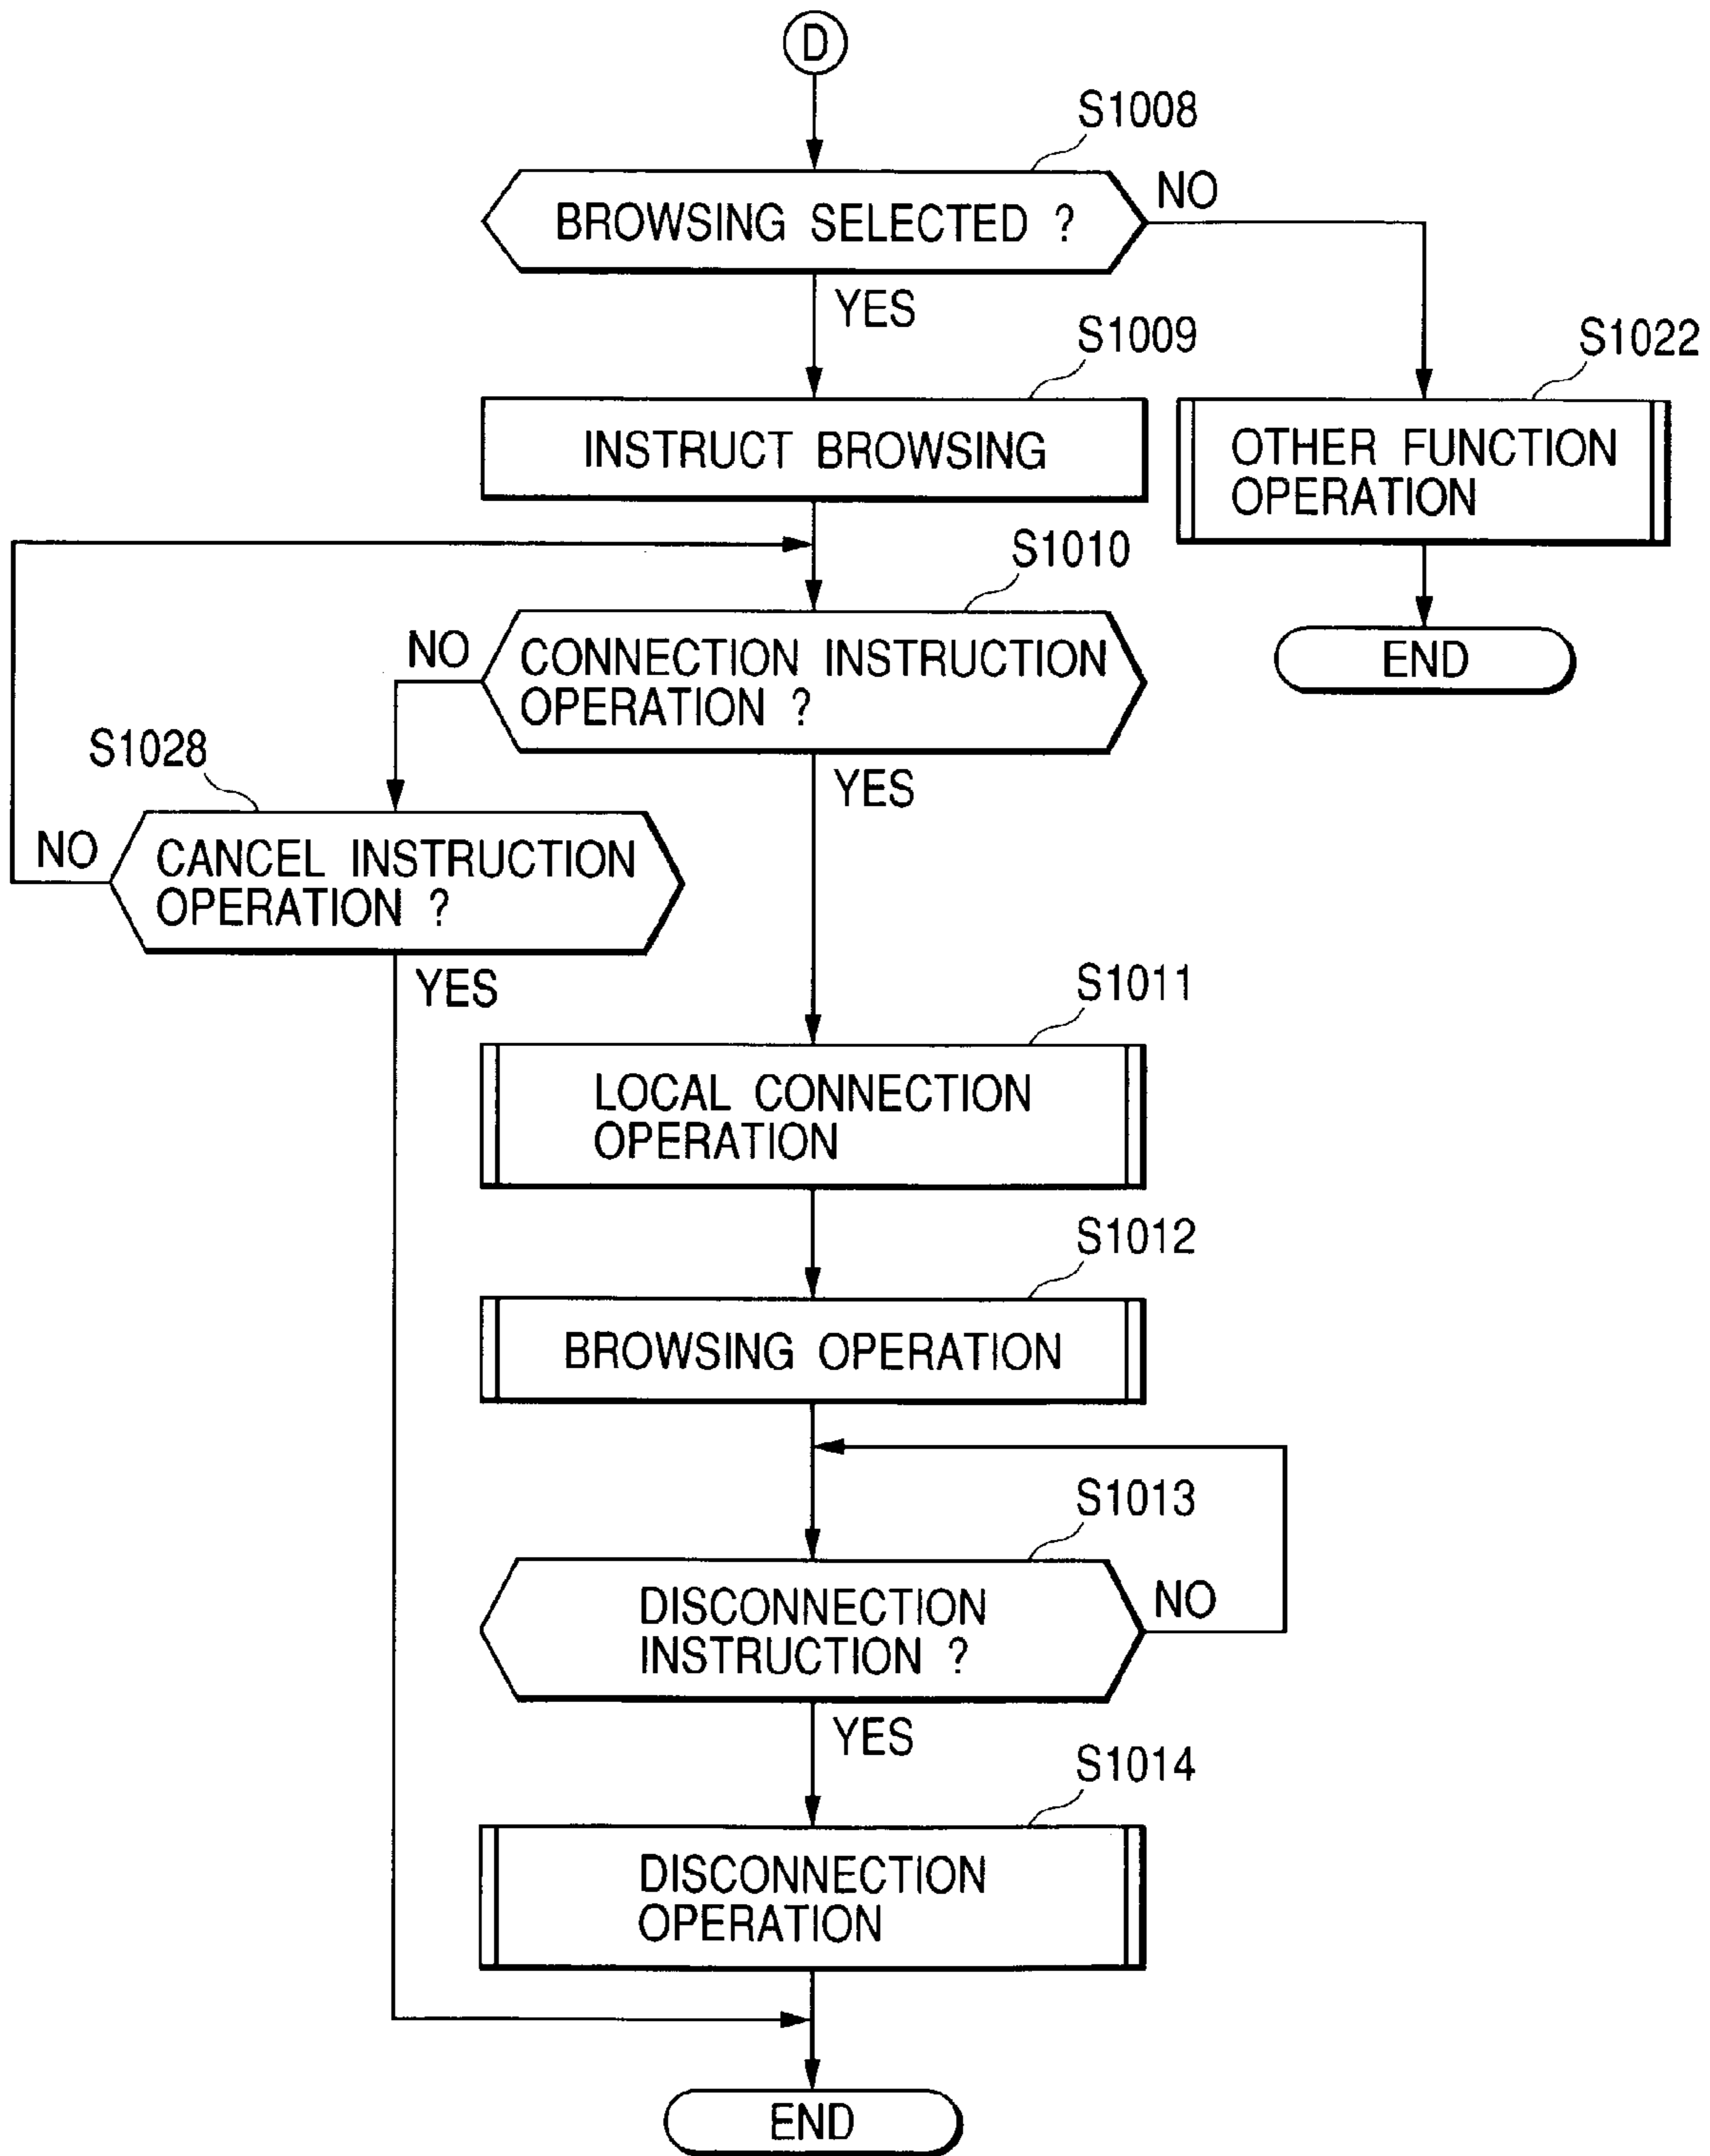 D
S1008
BROWSING SELECTED ?
NO
YES
S1009
INSTRUCT BROWSING
S1022
OTHER FUNCTION
OPERATION
END
S1010
CONNECTION INSTRUCTION
OPERATION ?
NO
YES
S1028
CANCEL INSTRUCTION
OPERATION ?
NO
YES
S1011
LOCAL CONNECTION
OPERATION
S1012
BROWSING OPERATION
S1013
DISCONNECTION
INSTRUCTION ?
NO
YES
S1014
DISCONNECTION
OPERATION
END